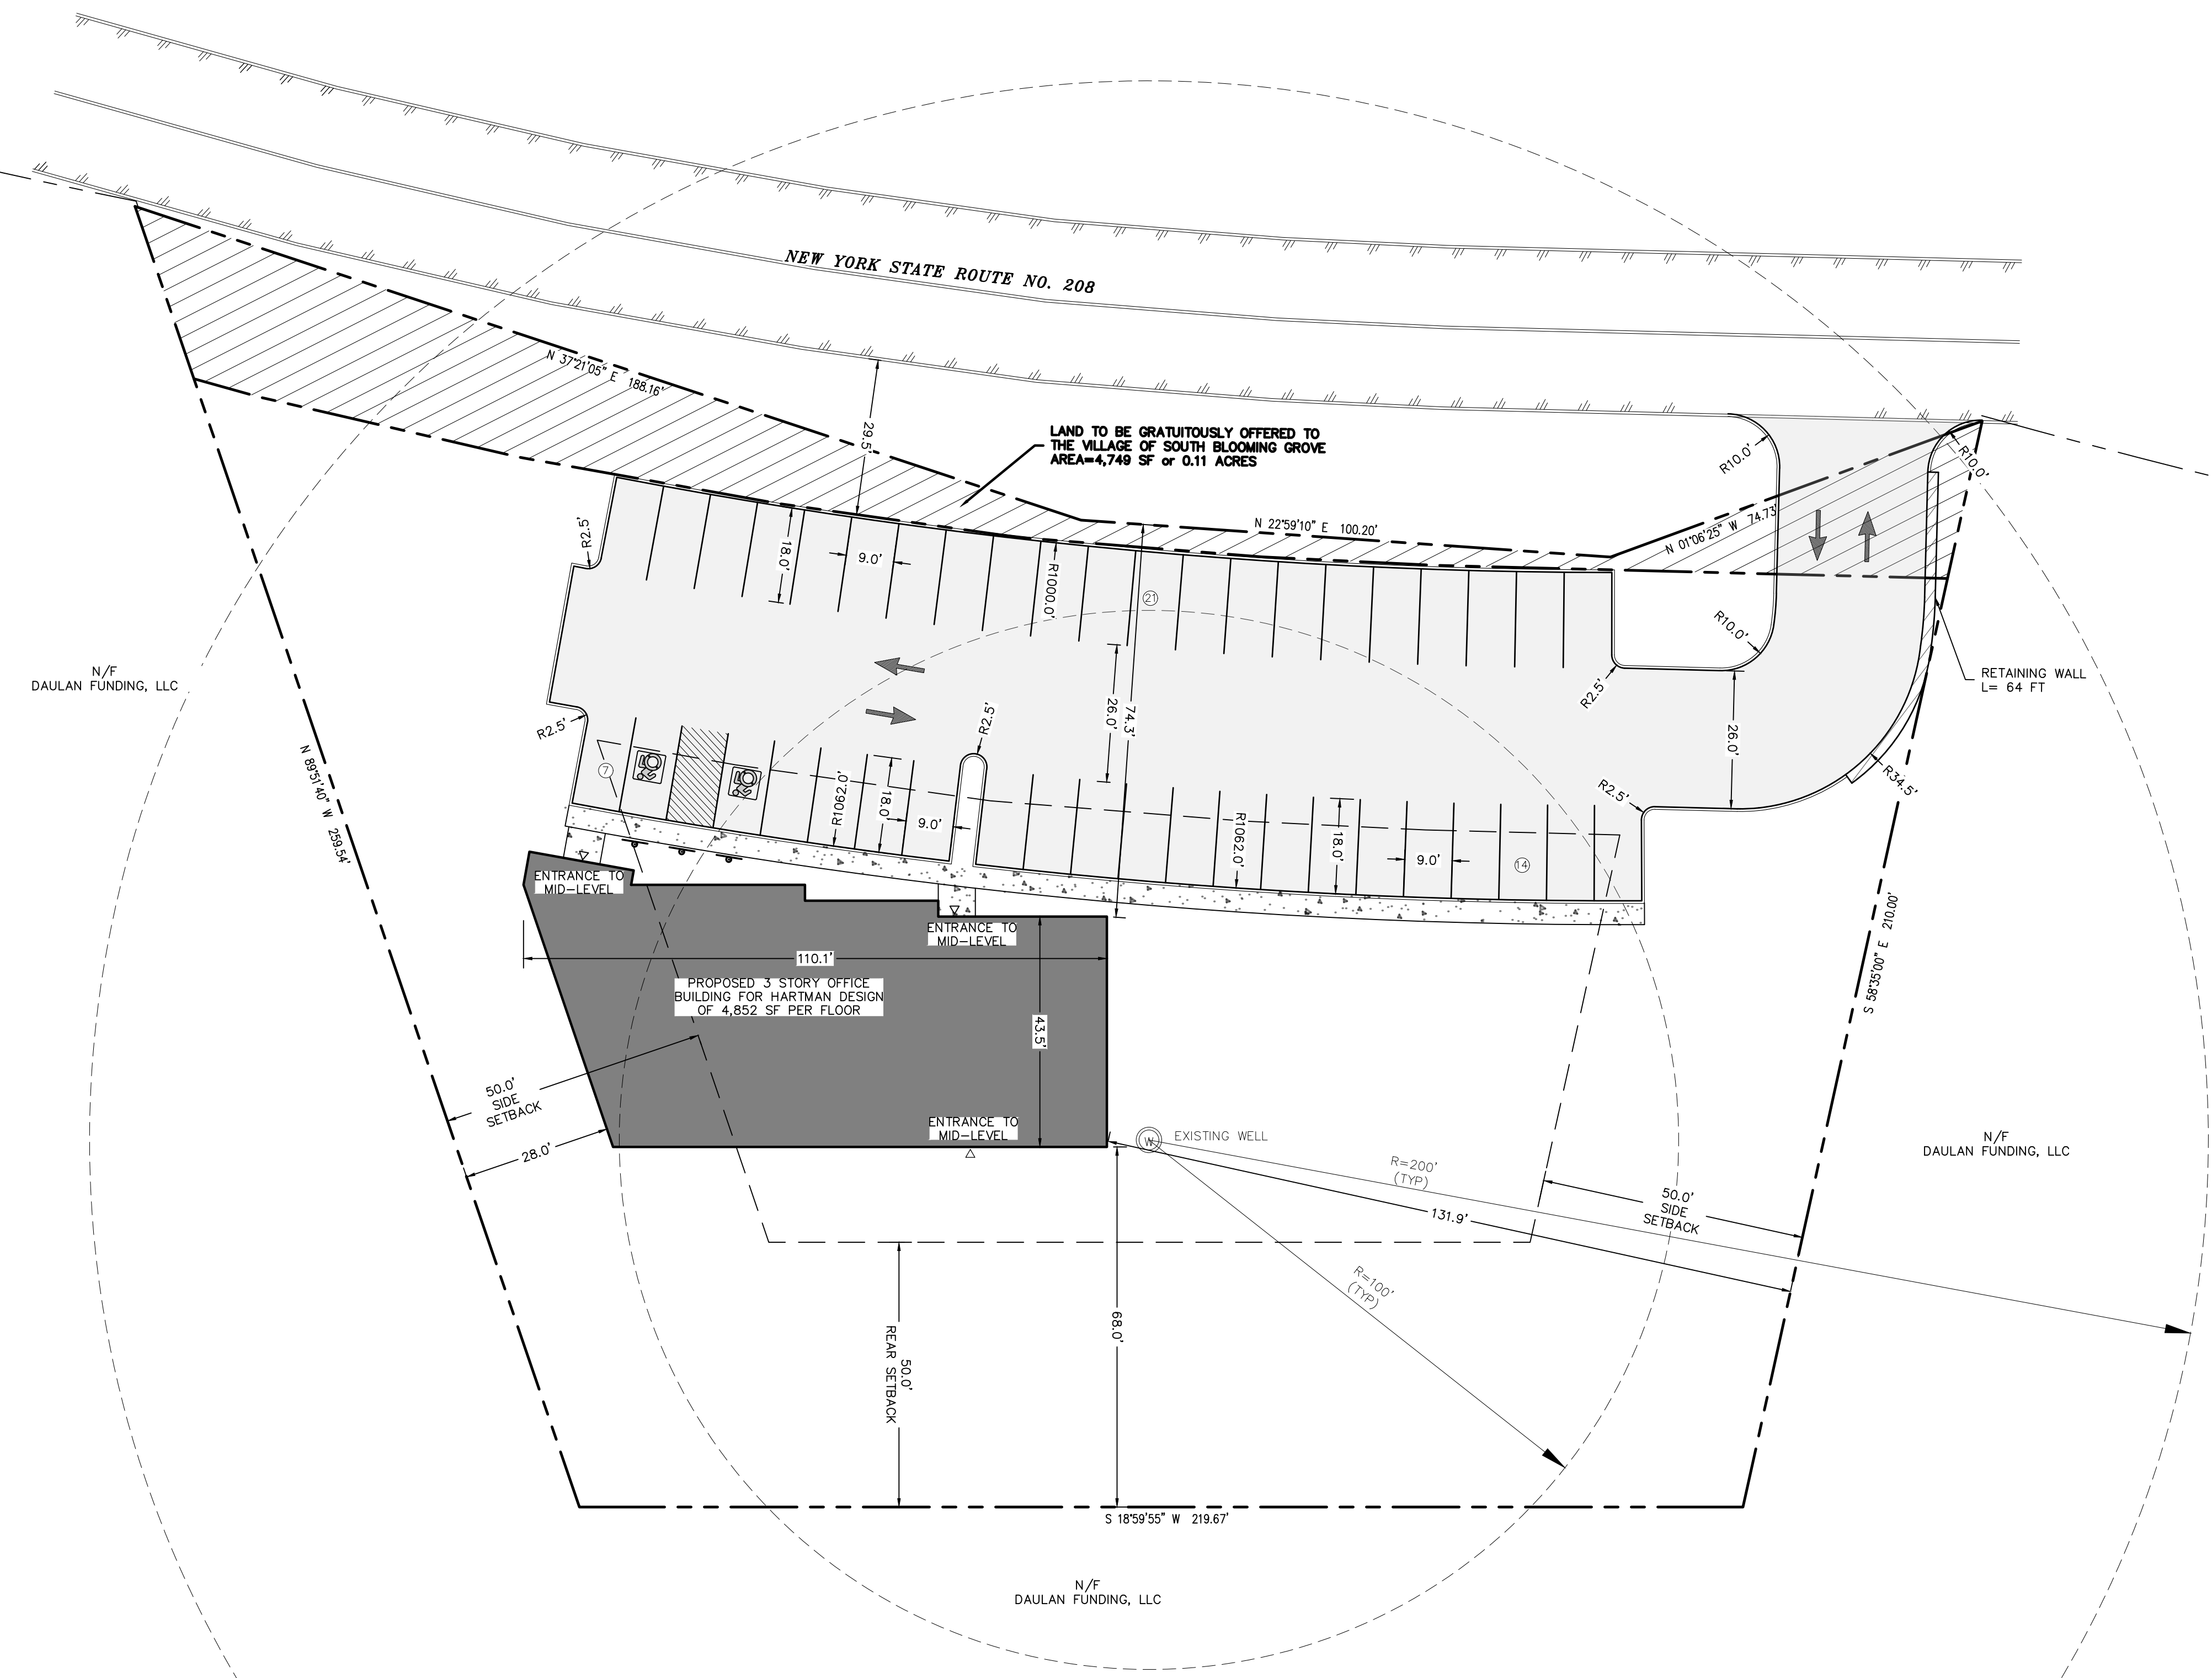 NEW YORK STATE ROUTE NO. 208
N 37°21'05" E 188.16'
29.5'
LAND TO BE GRATUITOUSLY OFFERED TO
THE VILLAGE OF SOUTH BLOOMING GROVE
AREA=4,749 SF or 0.11 ACRES
R10.0'
R10.0'
N 22°59'10" E 100.20'
N 01°06'25" W 74.73'
R2.5'
18.0'
9.0'
R1000.0'
21
R10.0'
N/F
DAULAN FUNDING, LLC
RETAINING WALL
L= 64 FT
R2.5'
R2.5'
R2.5'
26.0'
74.3'
26.0'
7
R1062.0'
18.0'
9.0'
R1062.0'
18.0'
9.0'
14
R2.5'
R34.5'
N 89°51'40" W 259.54'
ENTRANCE TO
MID-LEVEL
ENTRANCE TO
MID-LEVEL
S 58°35'00" E 210.00'
110.1'
PROPOSED 3 STORY OFFICE
BUILDING FOR HARTMAN DESIGN
OF 4,852 SF PER FLOOR
43.5'
50.0'
SIDE
SETBACK
28.0'
ENTRANCE TO
MID-LEVEL
W
EXISTING WELL
R=200'
(TYP)
131.9'
50.0'
SIDE
SETBACK
N/F
DAULAN FUNDING, LLC
R=100'
(TYP)
68.0'
50.0'
REAR SETBACK
S 18°59'55" W 219.67'
N/F
DAULAN FUNDING, LLC